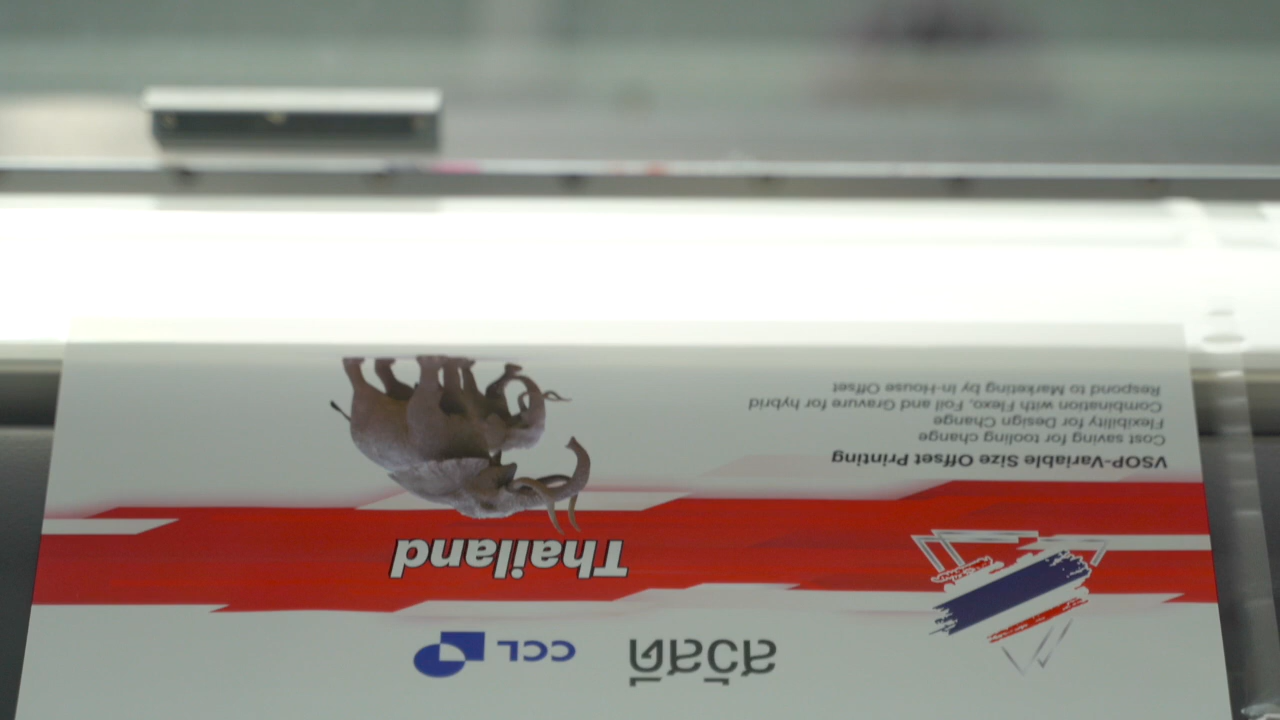 สวัสดี
CCL
Thailand
VSOP-Variable Size Offset Printing
Cost saving for tooling change
Flexibility for Design Change
Combination with Flexo, Foil and Gravure for hybrid
Respond to Marketing by in-House Offset